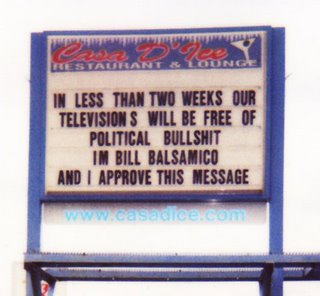 Casa D'Ice
RESTAURANT & LOUNGE
IN LESS THAN TWO WEEKS OUR
TELEVISIONS WILL BE FREE OF
POLITICAL BULLSHIT
IM BILL BALSAMICO
AND I APPROVE THIS MESSAGE
www.casadice.com